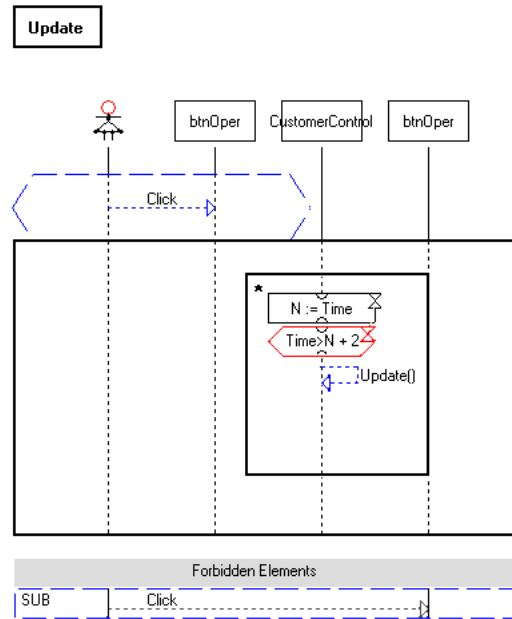 Update
btnOper CustomerControl btnOper
Click
*
N := Time
Time>N + 2
Update()
Forbidden Elements
SUB Click